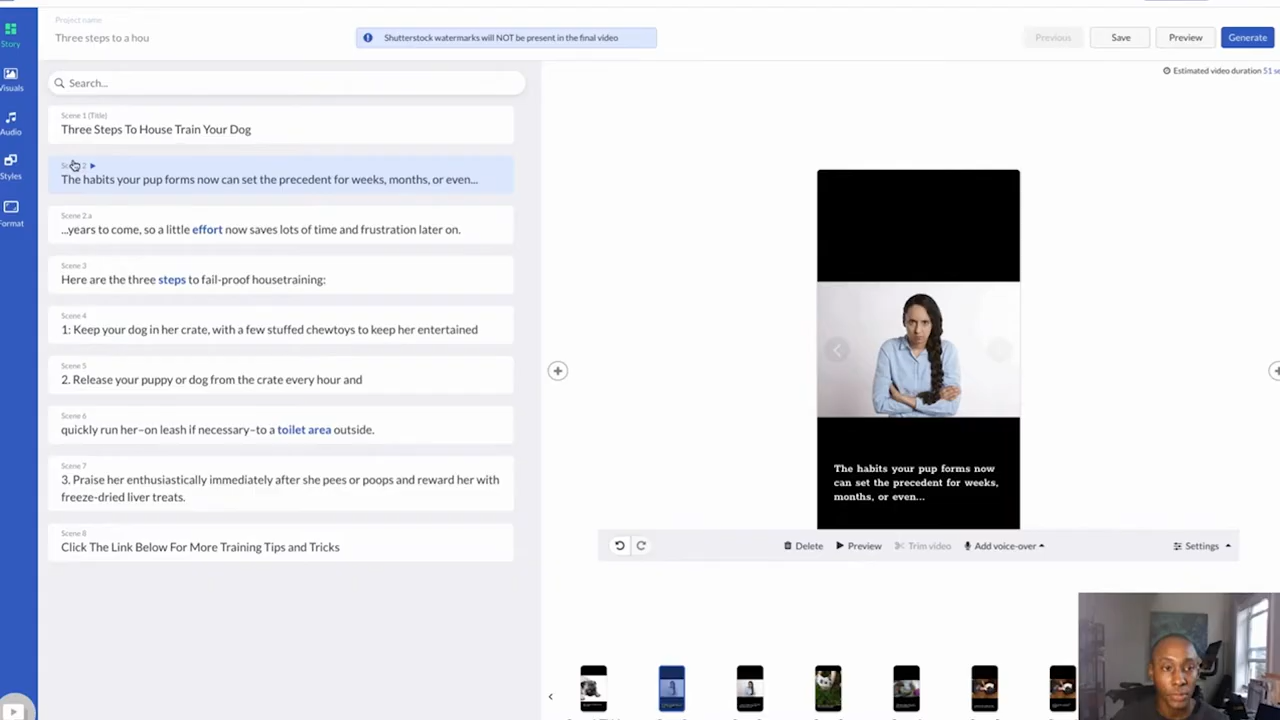 Project name
Three steps to a hou
Shutterstock watermarks will NOT be present in the final video
Previous
Save
Preview
Generate
Story
Visuals
Audio
Styles
Format
Search...
Estimated video duration 51 se
Scene 1 (Title)
Three Steps To House Train Your Dog
The habits your pup forms now can set the precedent for weeks, months, or even...
Scene 2.a
...years to come, so a little effort now saves lots of time and frustration later on.
Scene 3
Here are the three steps to fail-proof housetraining:
Scene 4
1: Keep your dog in her crate, with a few stuffed chewtoys to keep her entertained
Scene 5
2. Release your puppy or dog from the crate every hour and
Scene 6
quickly run her–on leash if necessary–to a toilet area outside.
Scene 7
3. Praise her enthusiastically immediately after she pees or poops and reward her with
freeze-dried liver treats.
Scene 8
Click The Link Below For More Training Tips and Tricks
The habits your pup forms now
can set the precedent for weeks,
months, or even...
Delete
Preview
Trim video
Add voice-over
Settings